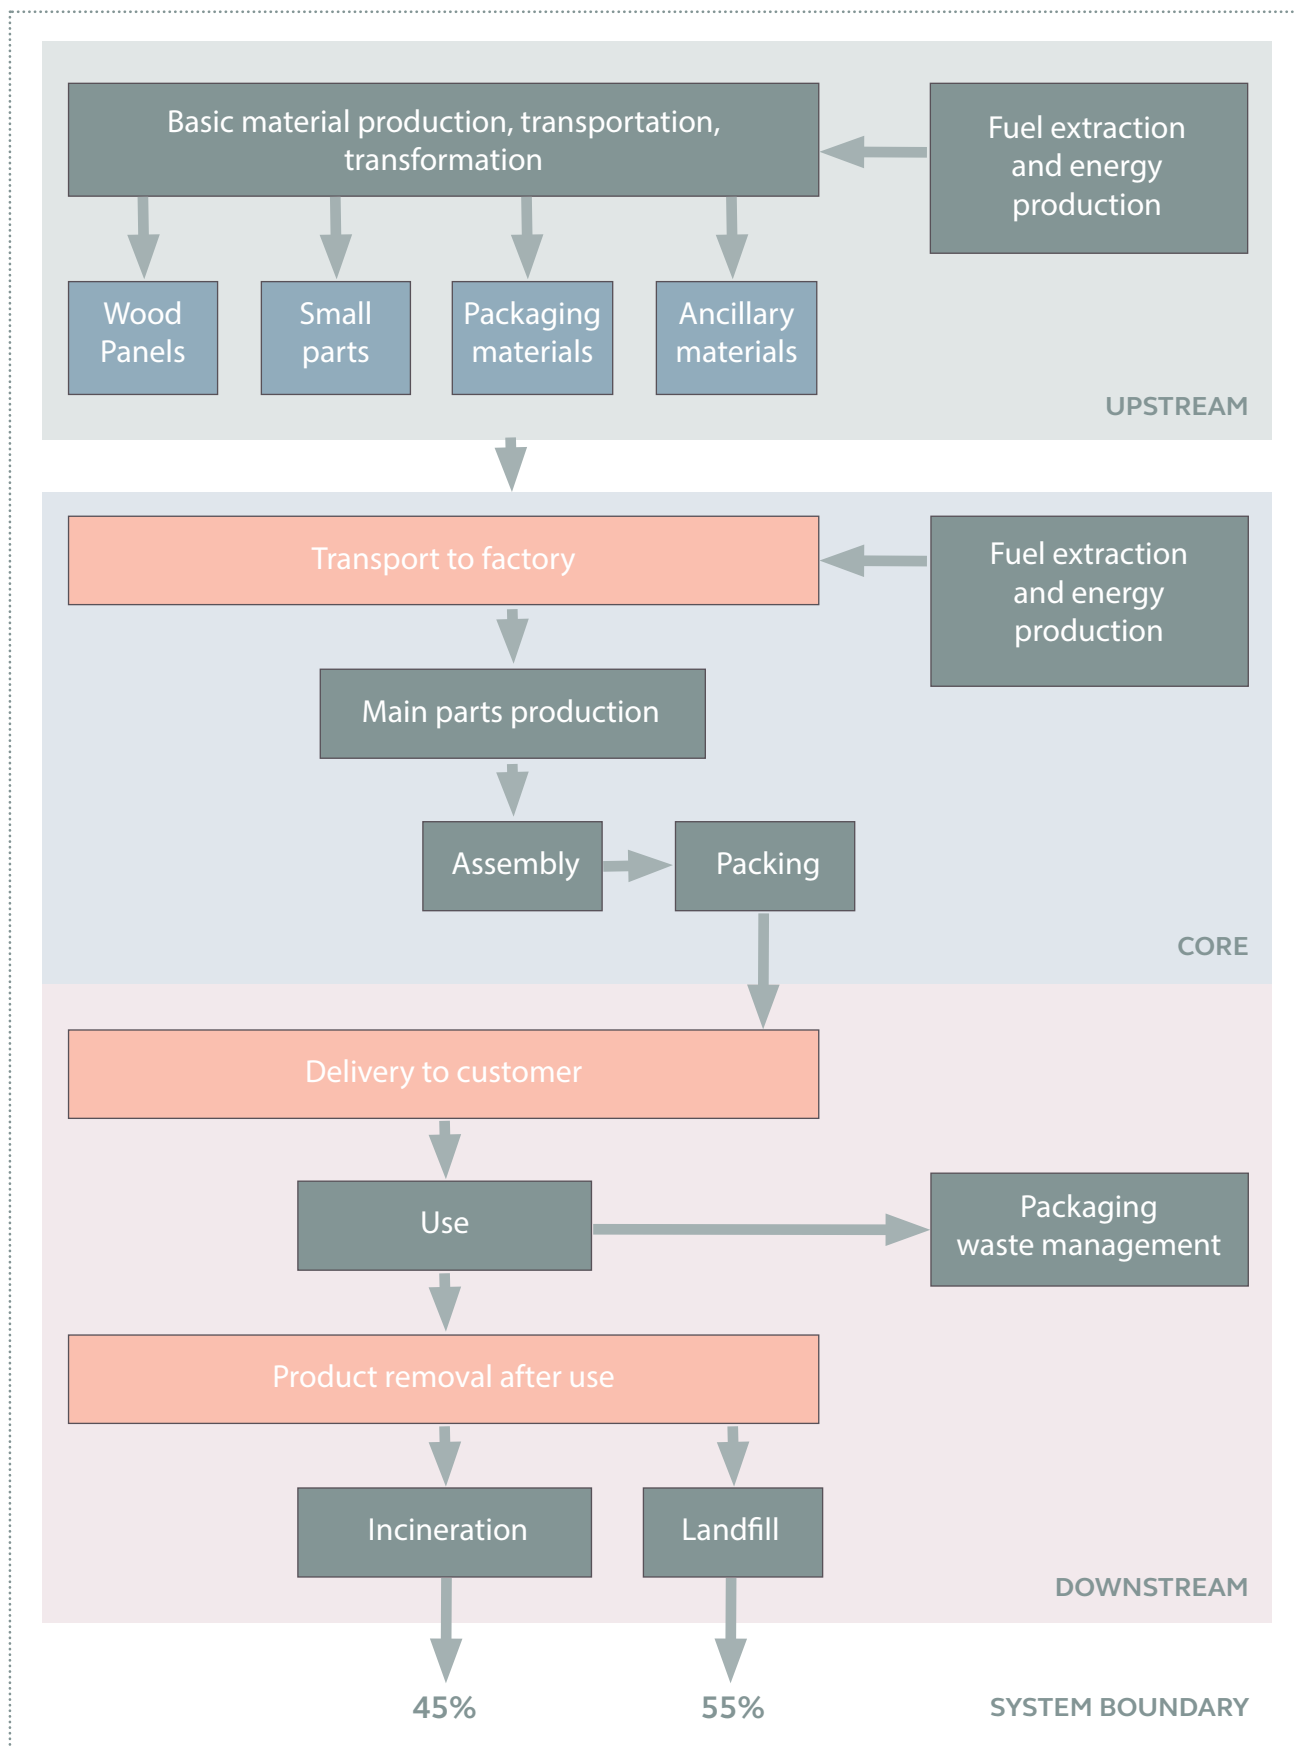 Basic material production, transportation,
transformation
Fuel extraction
and energy
production
Wood
Panels
Small
parts
Packaging
materials
Ancillary
materials
UPSTREAM
Transport to factory
Fuel extraction
and energy
production
Main parts production
Assembly
Packing
CORE
Delivery to customer
Use
Packaging
waste management
Product removal after use
Incineration
Landfill
DOWNSTREAM
45%
55%
SYSTEM BOUNDARY